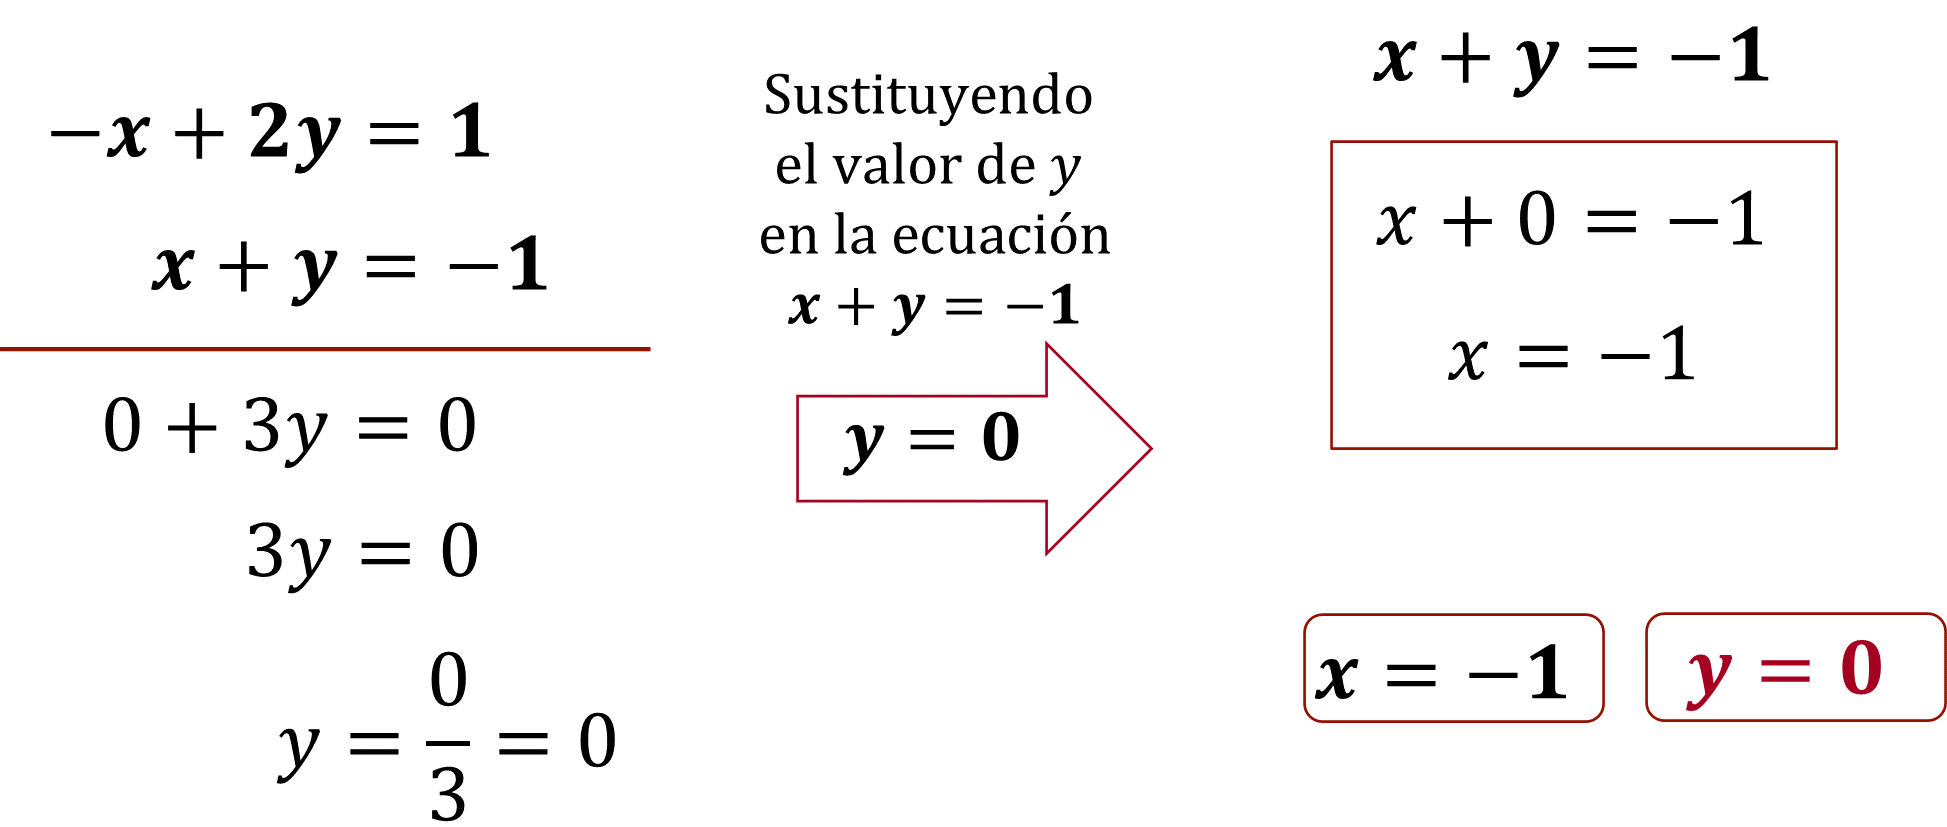 −x + 2y = 1
x + y = −1
0 + 3y = 0
3y = 0
y = 0/3 = 0
Sustituyendo
el valor de y
en la ecuación
x + y = −1
y = 0
x + y = −1
x + 0 = −1
x = −1
x = −1
y = 0